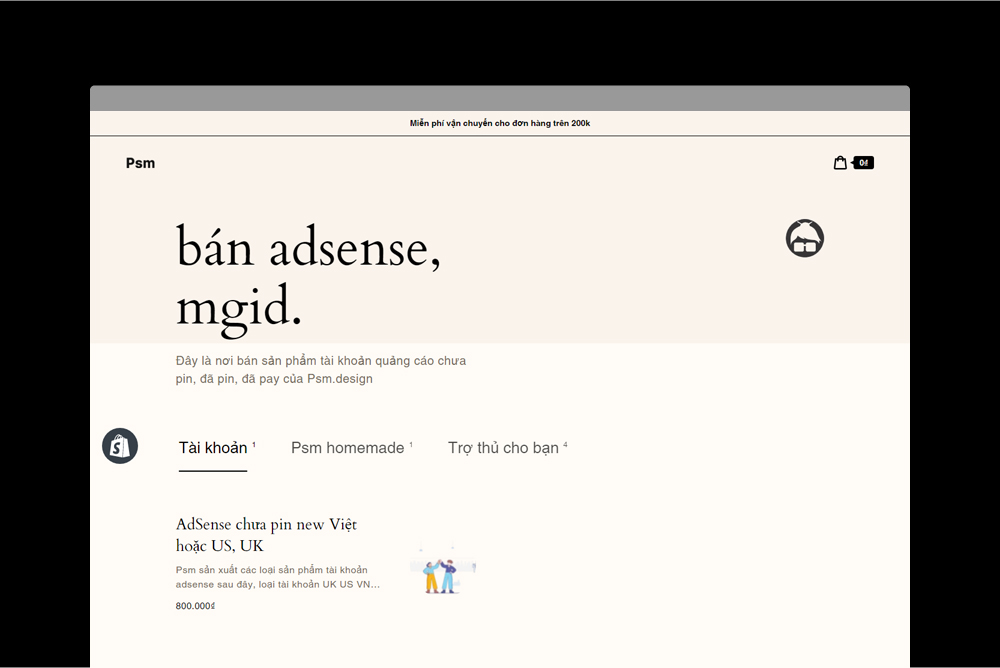 Miễn phí vận chuyển cho đơn hàng trên 200k
Psm
0₫
bán adsense,
mgid.
Đây là nơi bán sản phẩm tài khoản quảng cáo chưa
pin, đã pin, đã pay của Psm.design
Tài khoản 1
Psm homemade 1
Trợ thủ cho bạn 4
AdSense chưa pin new Việt
hoặc US, UK
Psm sản xuất các loại sản phẩm tài khoản
adsense sau đây, loại tài khoản UK US VN...
800.000₫